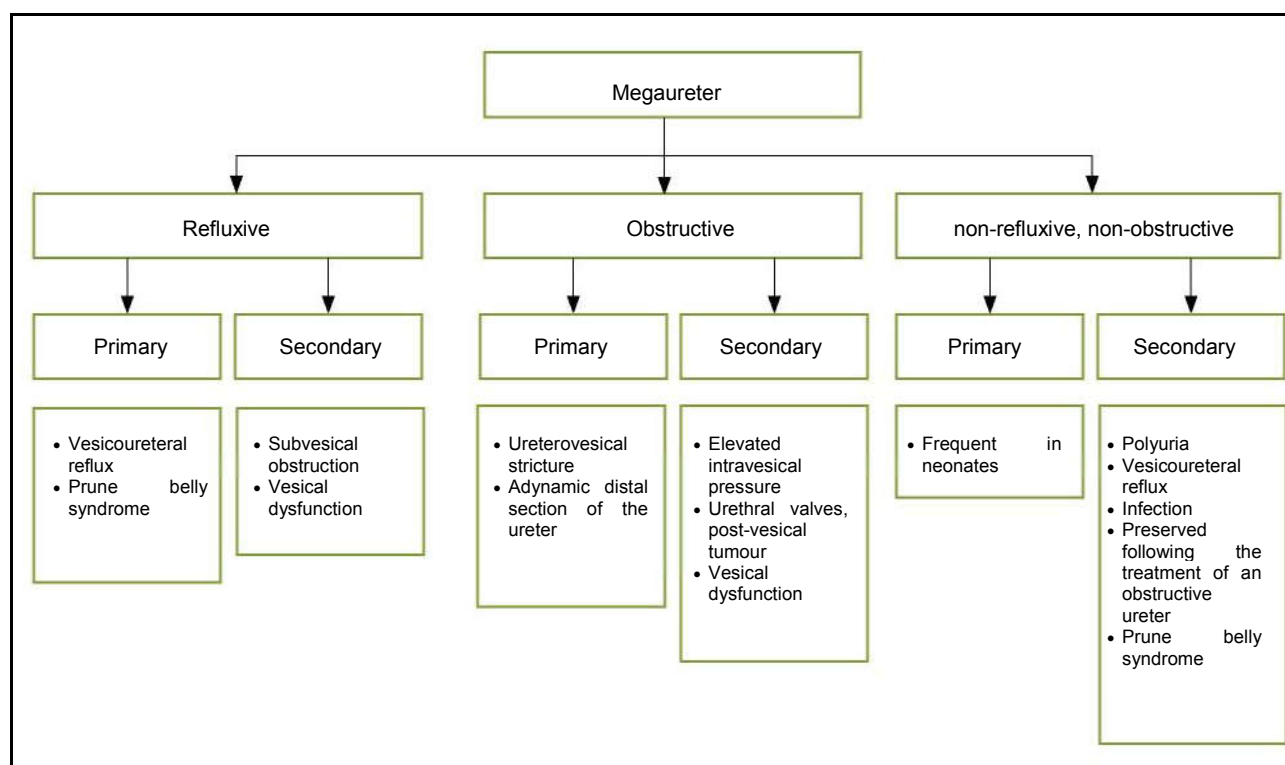 Megaureter
Refluxive
Obstructive
non-refluxive, non-obstructive
Primary
Secondary
Primary
Secondary
Primary
Secondary
• Vesicoureteral
reflux
• Prune belly
syndrome
• Subvesical
obstruction
• Vesical
dysfunction
• Ureterovesical
stricture
• Adynamic distal
section of the
ureter
• Elevated
intravesical
pressure
• Urethral valves,
post-vesical
tumour
• Vesical
dysfunction
• Frequent in
neonates
• Polyuria
• Vesicoureteral
reflux
• Infection
• Preserved
following the
treatment of an
obstructive
ureter
• Prune belly
syndrome